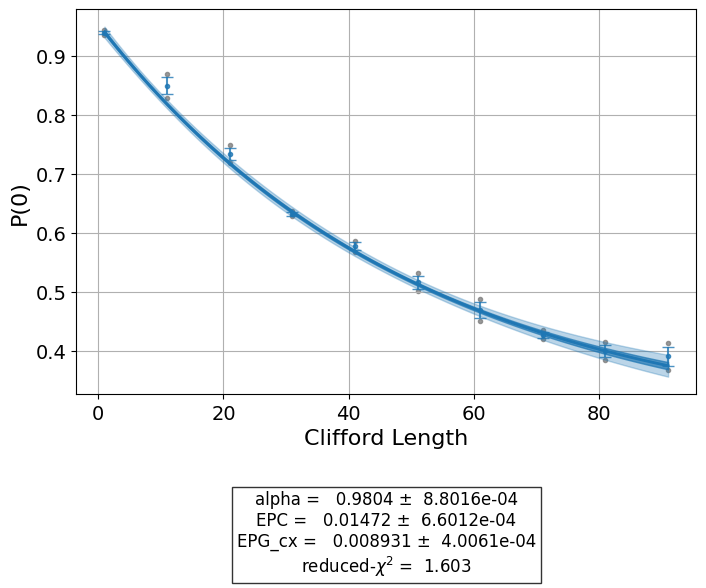 0.9
0.8
0.7
0.6
0.5
0.4
P(0)
0 20 40 60 80
Clifford Length
alpha = 0.9804 ± 8.8016e-04
EPC = 0.01472 ± 6.6012e-04
EPG_cx = 0.008931 ± 4.0061e-04
reduced-χ² = 1.603